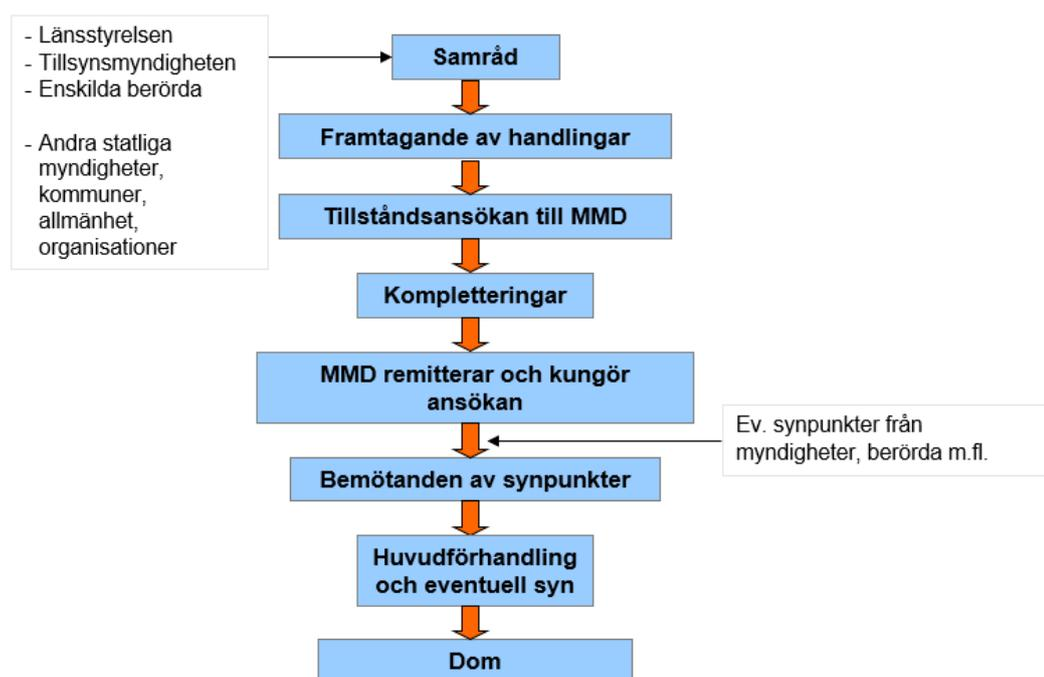 - Länsstyrelsen
- Tillsynsmyndigheten
- Enskilda berörda
- Andra statliga
myndigheter,
kommuner,
allmänhet,
organisationer
Samråd
Framtagande av handlingar
Tillståndsansökan till MMD
Kompletteringar
MMD remitterar och kungör
ansökan
Ev. synpunkter från
myndigheter, berörda m.fl.
Bemötanden av synpunkter
Huvudförhandling
och eventuell syn
Dom